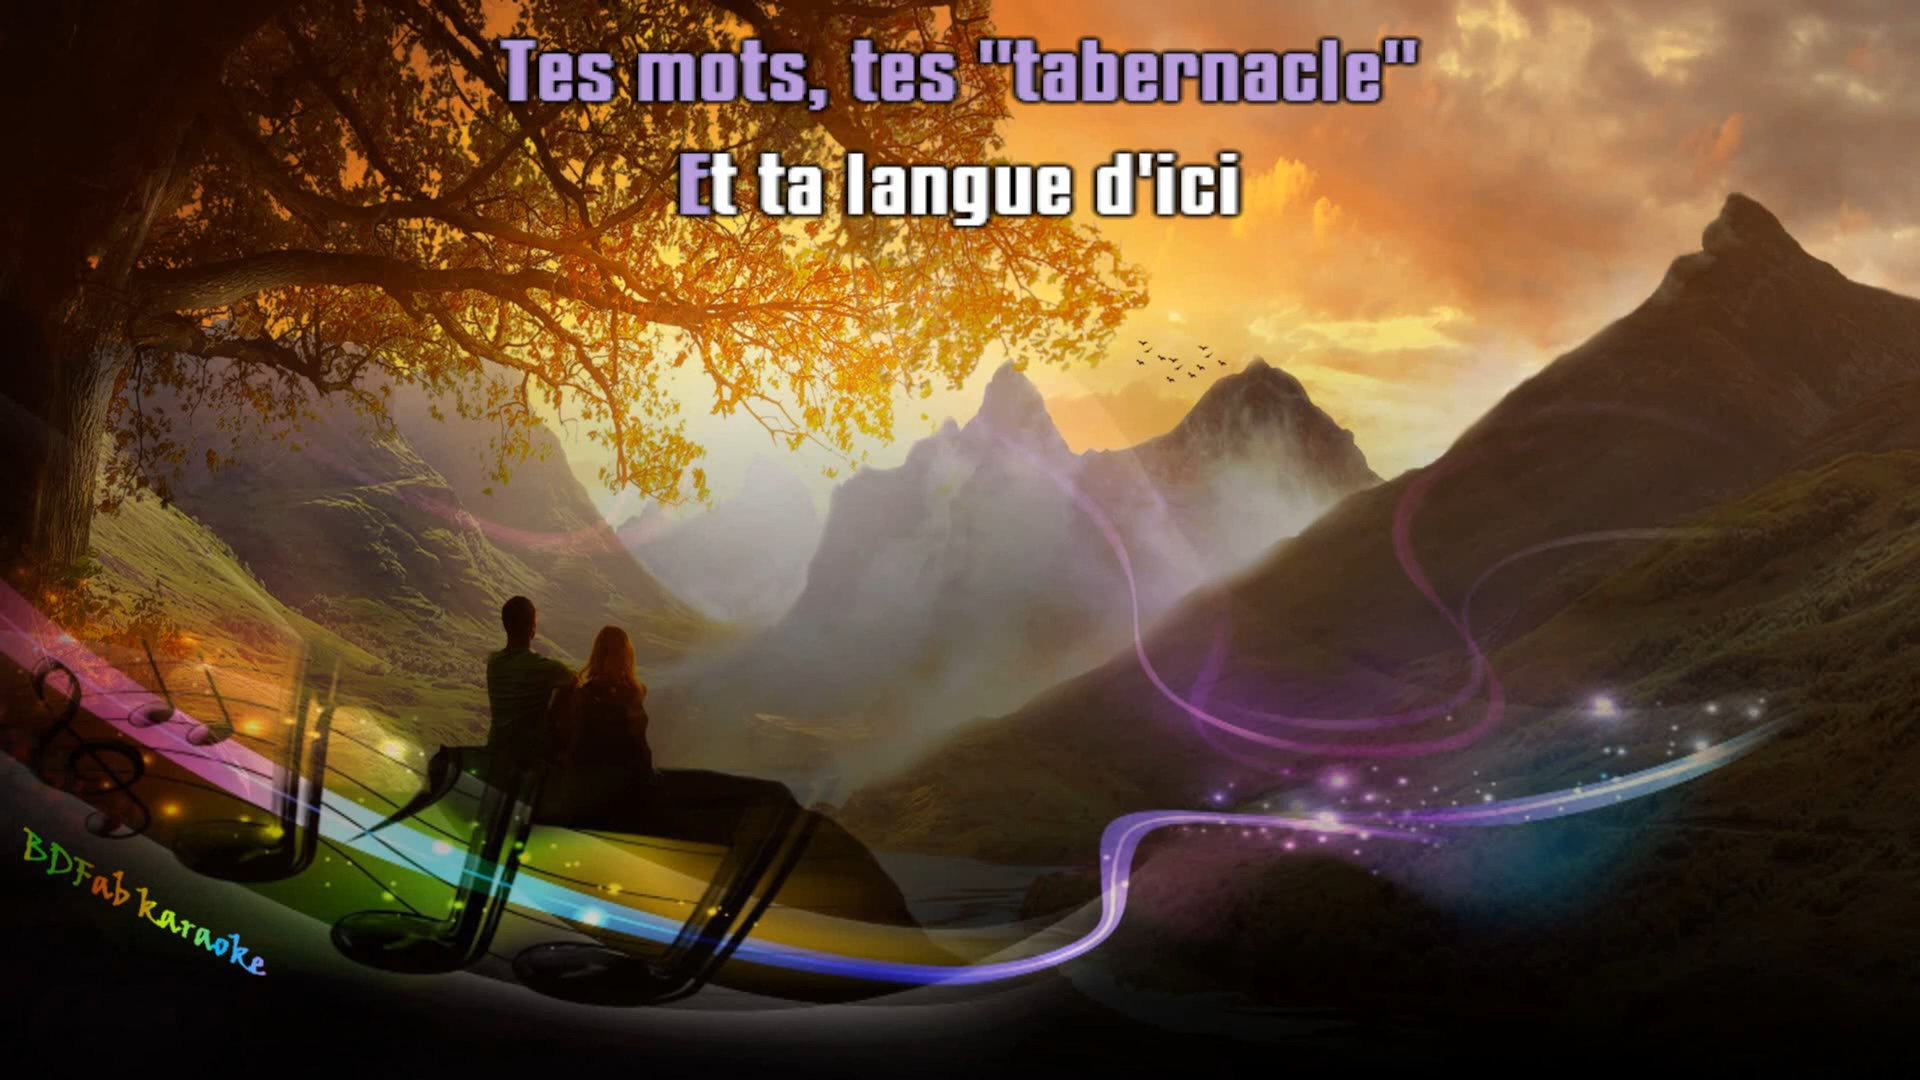 Tes mots, tes "tabernacle"
Et ta langue d'ici
BDFab karaoke